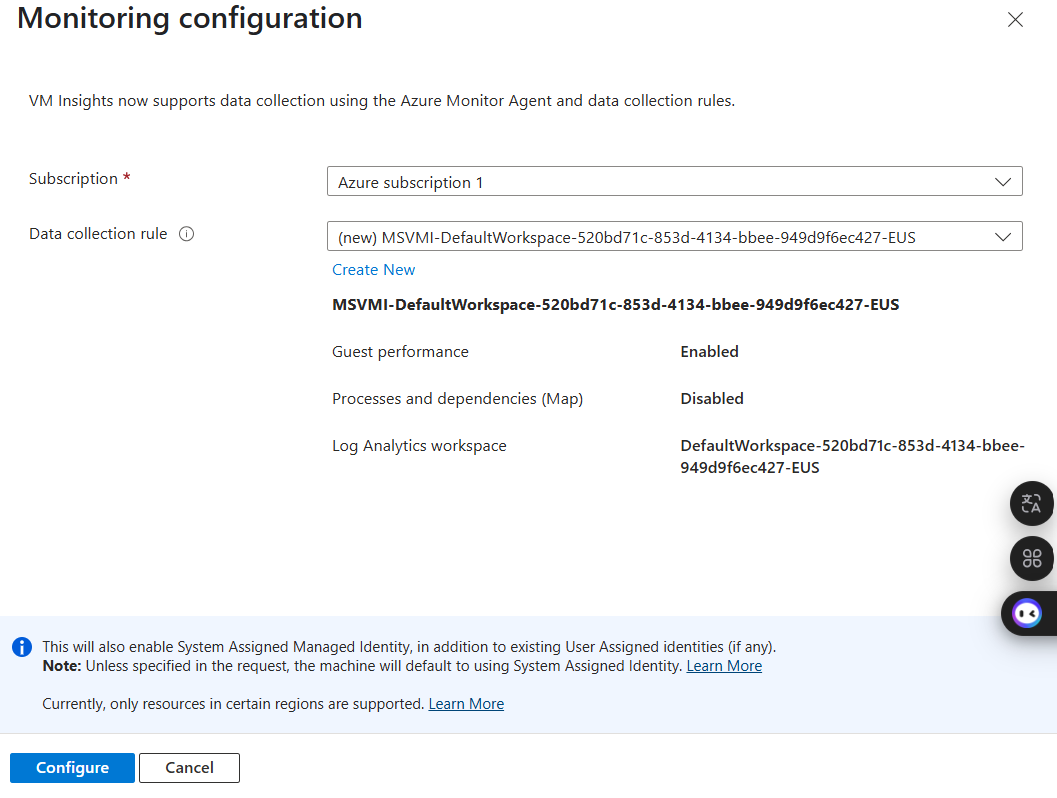 Monitoring configuration
VM Insights now supports data collection using the Azure Monitor Agent and data collection rules.
Subscription *
Azure subscription 1
Data collection rule
(new) MSVMI-DefaultWorkspace-520bd71c-853d-4134-bbee-949d9f6ec427-EUS
Create New
MSVMI-DefaultWorkspace-520bd71c-853d-4134-bbee-949d9f6ec427-EUS
Guest performance Enabled
Processes and dependencies (Map) Disabled
Log Analytics workspace DefaultWorkspace-520bd71c-853d-4134-bbee-
949d9f6ec427-EUS
This will also enable System Assigned Managed Identity, in addition to existing User Assigned identities (if any).
Note: Unless specified in the request, the machine will default to using System Assigned Identity. Learn More
Currently, only resources in certain regions are supported. Learn More
Configure Cancel